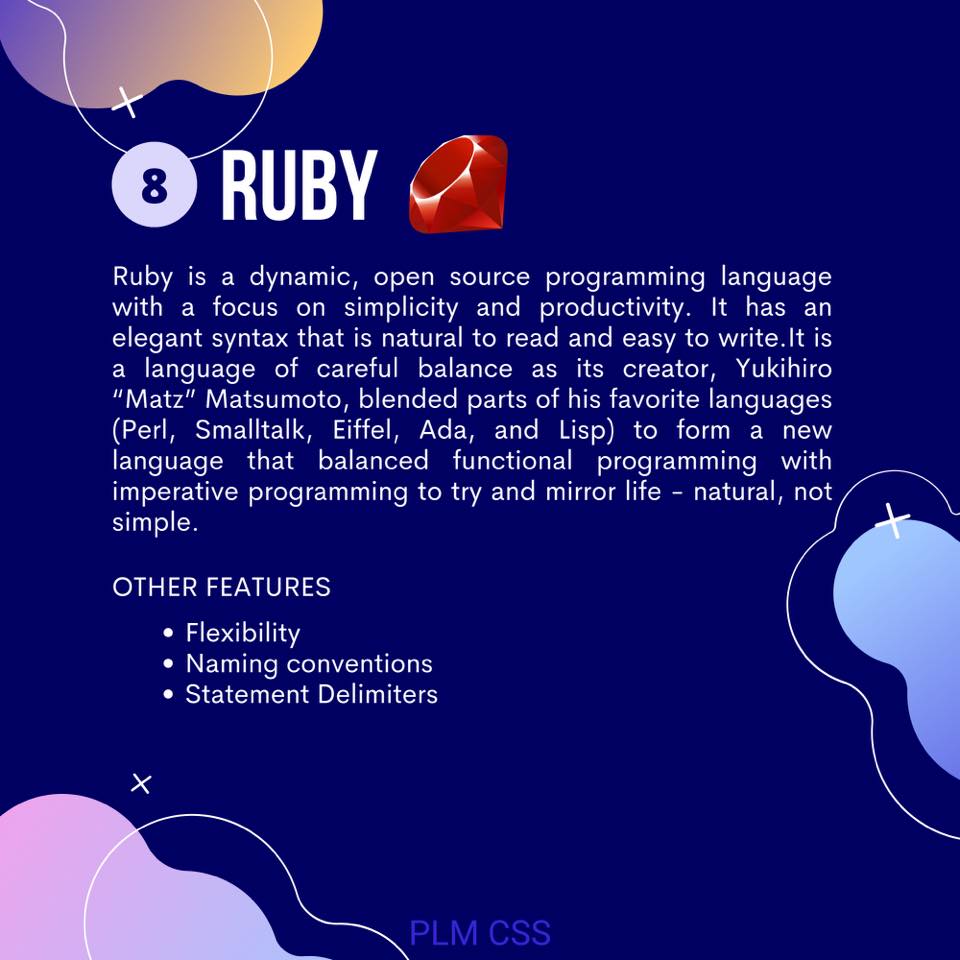 8 RUBY
Ruby is a dynamic, open source programming language
with a focus on simplicity and productivity. It has an
elegant syntax that is natural to read and easy to write.It is
a language of careful balance as its creator, Yukihiro
“Matz” Matsumoto, blended parts of his favorite languages
(Perl, Smalltalk, Eiffel, Ada, and Lisp) to form a new
language that balanced functional programming with
imperative programming to try and mirror life - natural, not
simple.
OTHER FEATURES
• Flexibility
• Naming conventions
• Statement Delimiters
PLM CSS